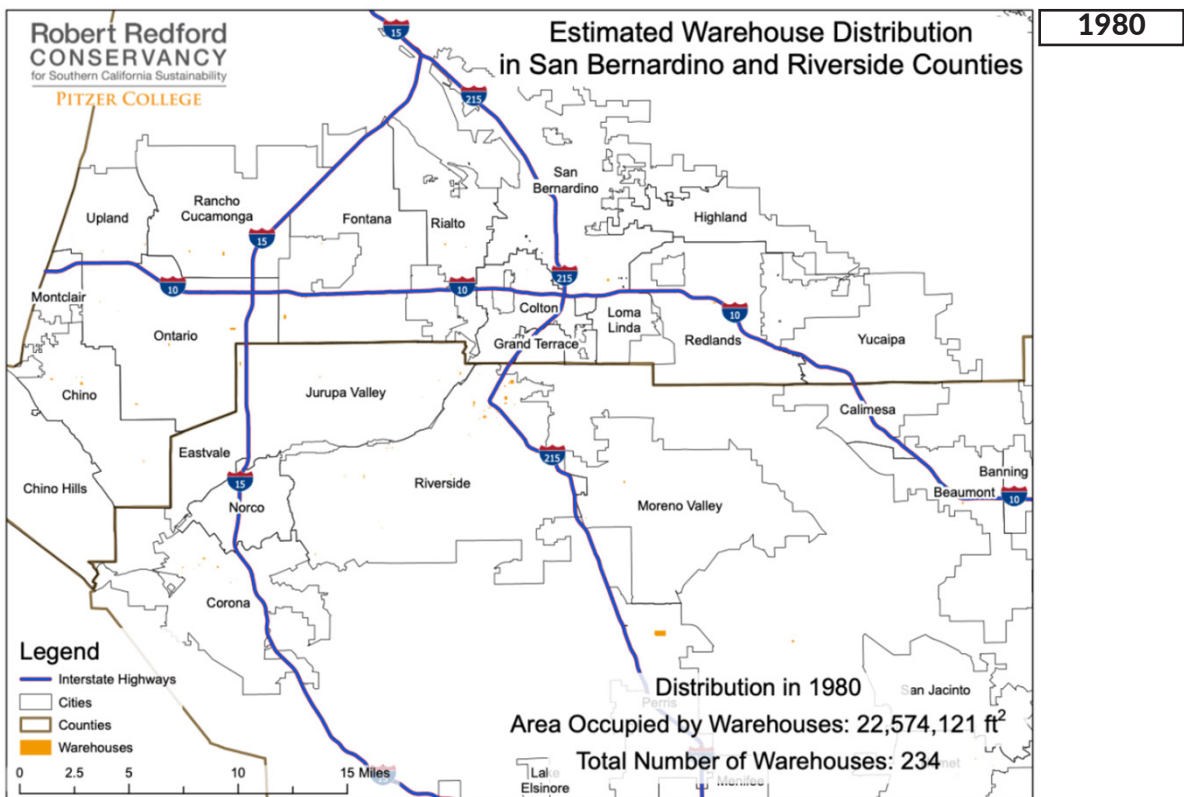 Robert Redford
CONSERVANCY
for Southern California Sustainability
PITZER COLLEGE
Estimated Warehouse Distribution
in San Bernardino and Riverside Counties
1980
15
215
San
Bernardino
Upland
Rancho
Cucamonga
Fontana
Rialto
Highland
15
10
10
215
10
Montclair
Ontario
Colton
Loma
Linda
Grand Terrace
Redlands
Yucaipa
Chino
Jurupa Valley
Calimesa
Eastvale
215
15
Riverside
Banning
Chino Hills
Norco
Moreno Valley
Beaumont
10
Corona
Legend
Interstate Highways
Cities
Counties
Warehouses
0 2.5 5 10 15 Miles
15
San Jacinto
Perris
Distribution in 1980
Area Occupied by Warehouses: 22,574,121 ft²
Total Number of Warehouses: 234
Lake
Elsinore
Menifee